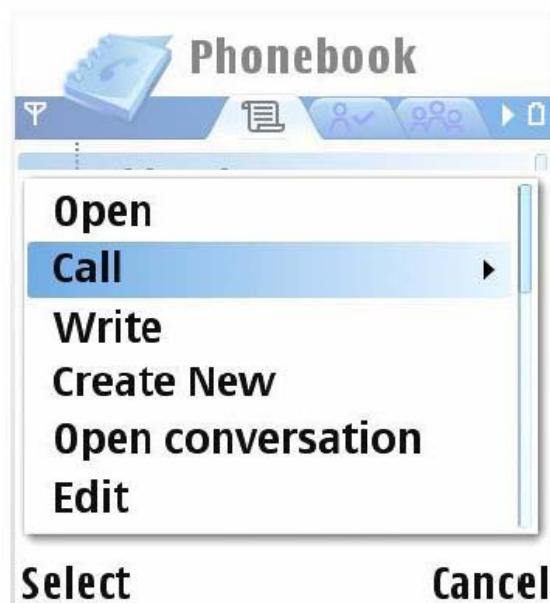 Phonebook
Open
Call
Write
Create New
Open conversation
Edit
Select Cancel